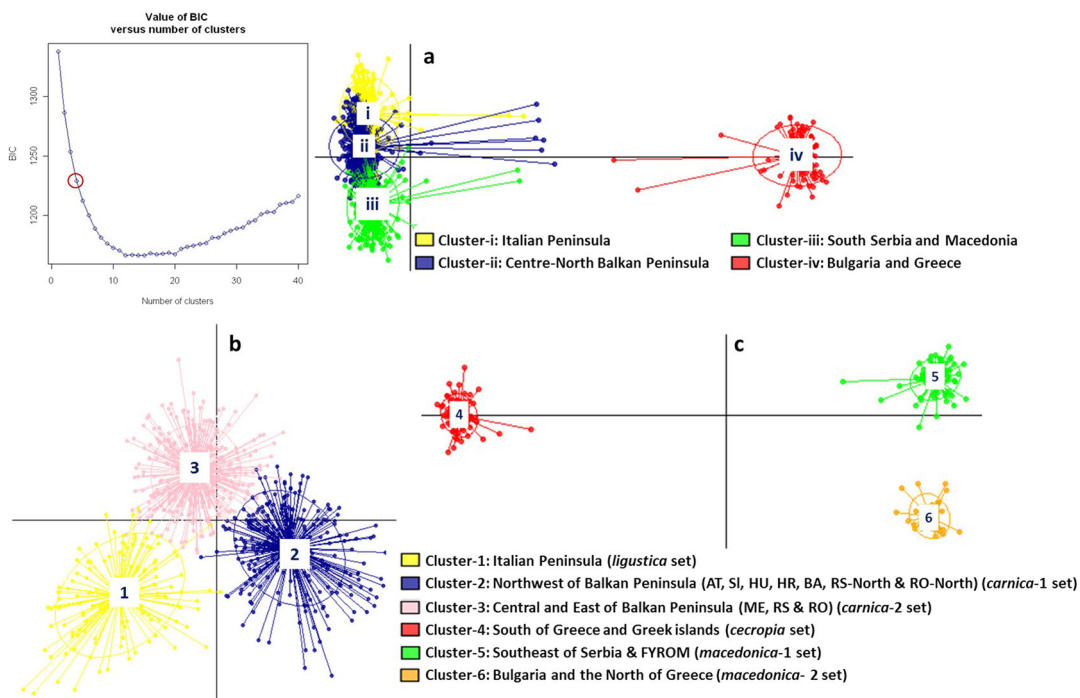 Value of BIC
versus number of clusters
BIC
1300
1250
1200
0
10
20
30
40
Number of clusters
a
i
ii
iii
iv
Cluster-i: Italian Peninsula
Cluster-iii: South Serbia and Macedonia
Cluster-ii: Centre-North Balkan Peninsula
Cluster-iv: Bulgaria and Greece
b
3
2
1
c
4
5
6
Cluster-1: Italian Peninsula (ligustica set)
Cluster-2: Northwest of Balkan Peninsula (AT, SI, HU, HR, BA, RS-North & RO-North) (carnica-1 set)
Cluster-3: Central and East of Balkan Peninsula (ME, RS & RO) (carnica-2 set)
Cluster-4: South of Greece and Greek islands (cecropia set)
Cluster-5: Southeast of Serbia & FYROM (macedonica-1 set)
Cluster-6: Bulgaria and the North of Greece (macedonica- 2 set)